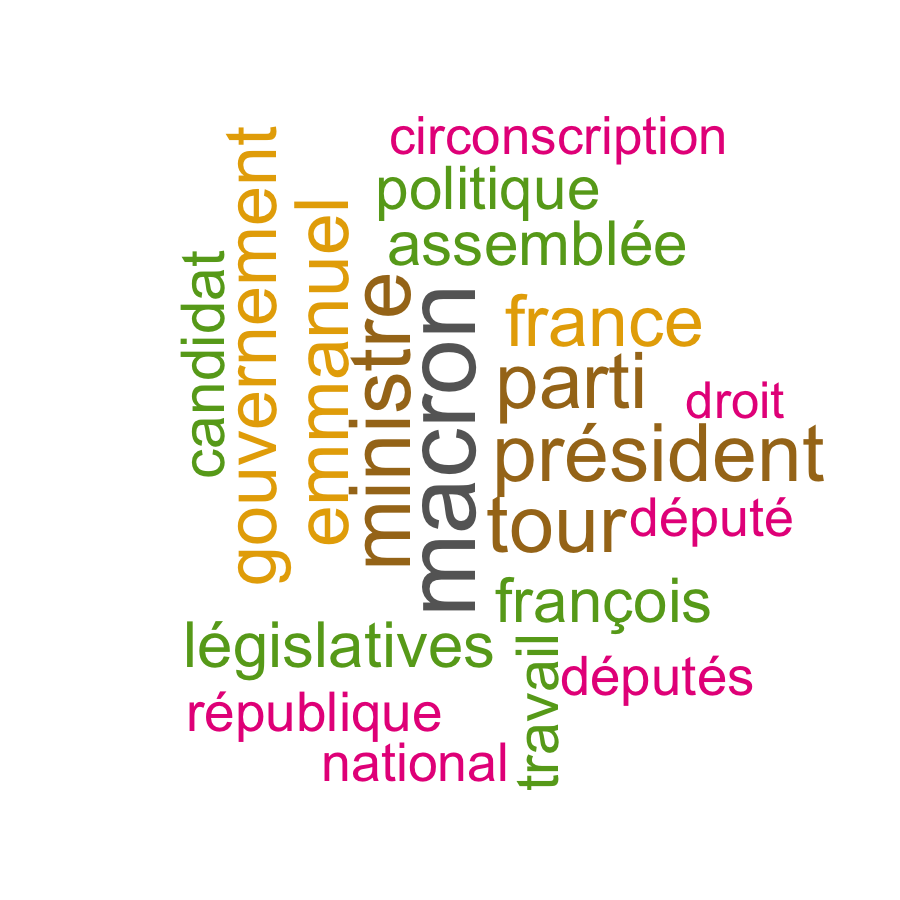 circonscription
politique
assemblée
candidat
gouvernement
emmanuel
ministre
macron
france
parti
droit
président
tour
député
françois
législatives
travail
députés
république
national